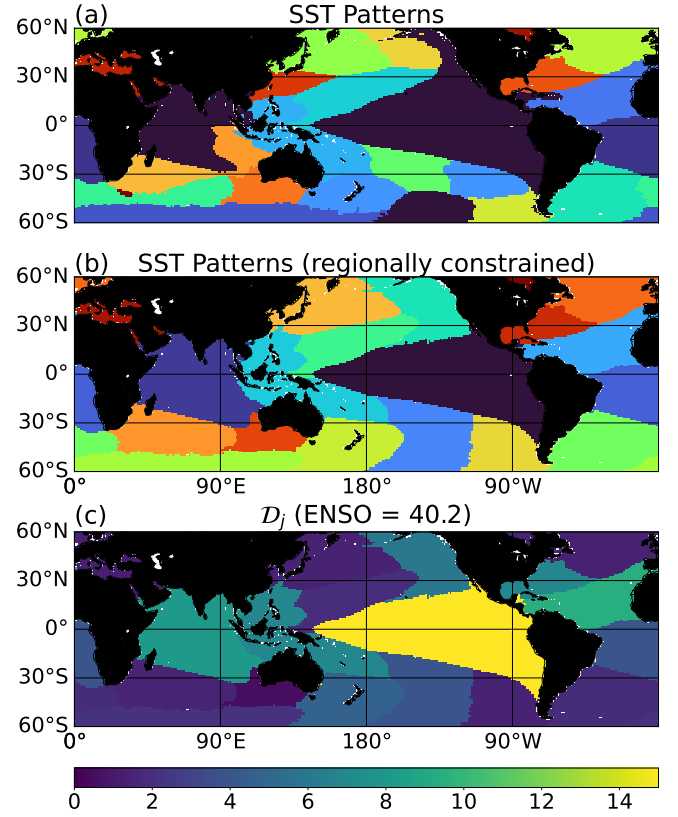 (a) SST Patterns
60°N
30°N
0°
30°S
60°S
(b) SST Patterns (regionally constrained)
60°N
30°N
0°
30°S
60°S
0° 90°E 180° 90°W
(c) 𝒟j (ENSO = 40.2)
60°N
30°N
0°
30°S
60°S
0° 90°E 180° 90°W
0 2 4 6 8 10 12 14